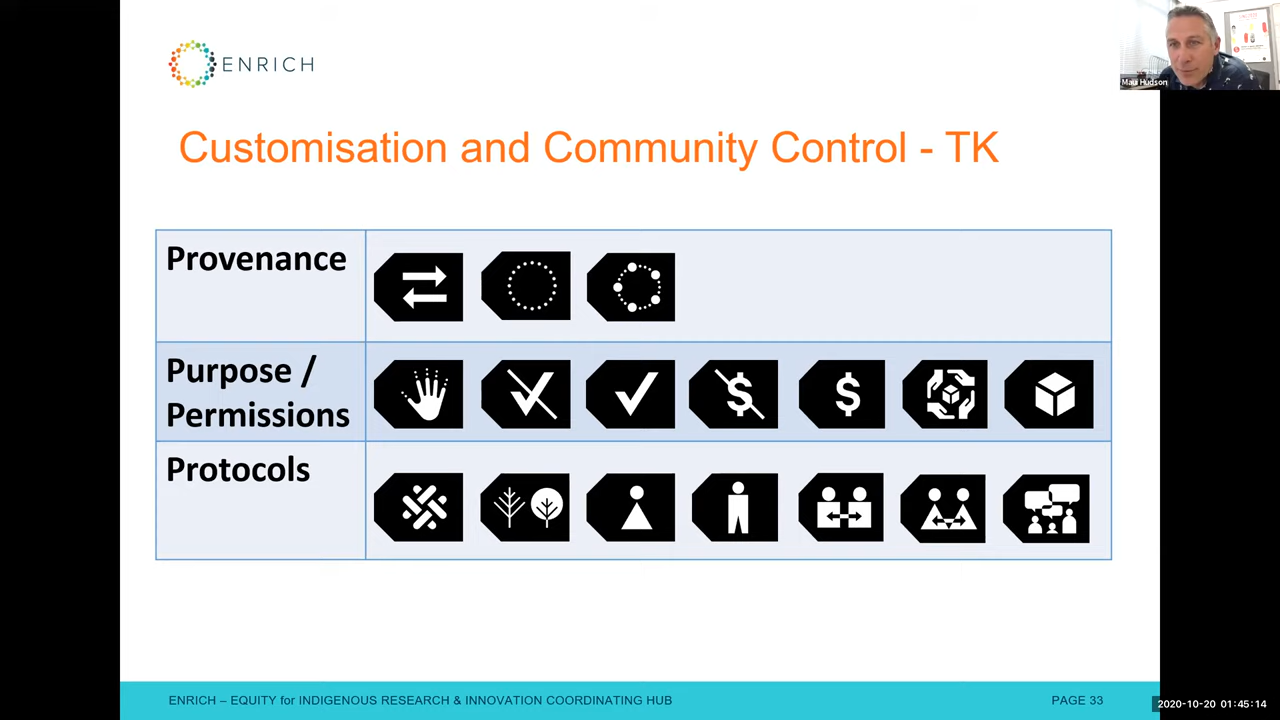 ENRICH
Maui Hudson
Customisation and Community Control - TK
Provenance
Purpose /
Permissions
Protocols
ENRICH – EQUITY for INDIGENOUS RESEARCH & INNOVATION COORDINATING HUB
PAGE 33
2020-10-20 01:45:14